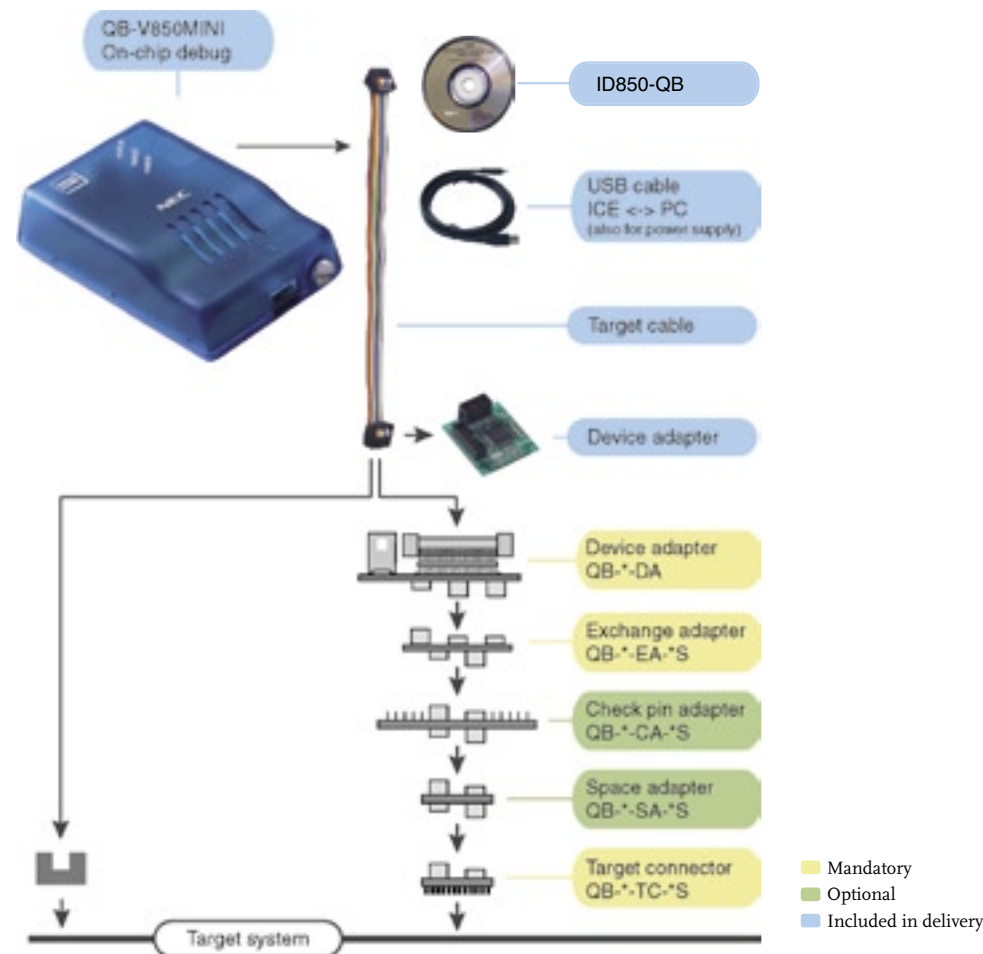 QB-V850MINI
On-chip debug
ID850-QB
NEC
USB cable
ICE <-> PC
(also for power supply)
Target cable
Device adapter
Device adapter
QB-*-DA
Exchange adapter
QB-*-EA-*S
Check pin adapter
QB-*-CA-*S
Space adapter
QB-*-SA-*S
Target connector
QB-*-TC-*S
Mandatory
Optional
Included in delivery
Target system